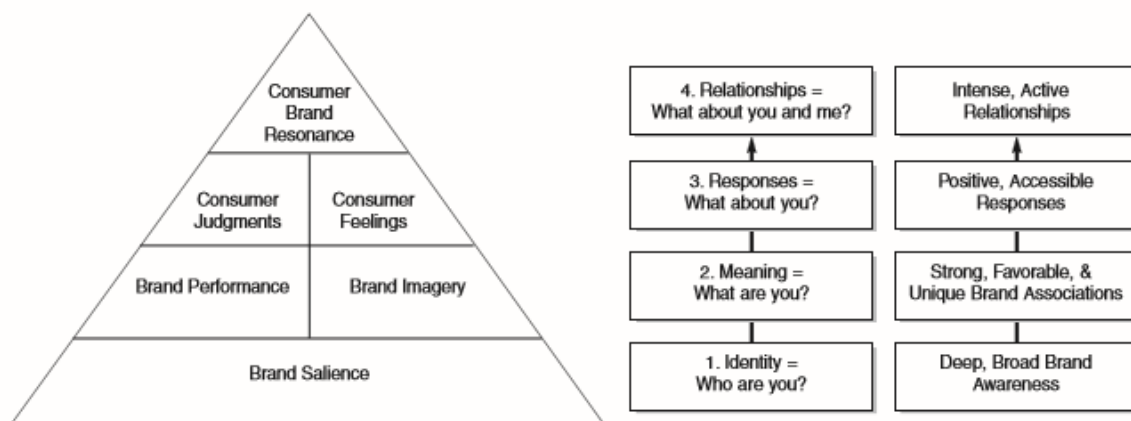 Consumer
Brand
Resonance
Consumer
Judgments
Consumer
Feelings
Brand Performance
Brand Imagery
Brand Salience
4. Relationships =
What about you and me?
3. Responses =
What about you?
2. Meaning =
What are you?
1. Identity =
Who are you?
Intense, Active
Relationships
Positive, Accessible
Responses
Strong, Favorable, &
Unique Brand Associations
Deep, Broad Brand
Awareness